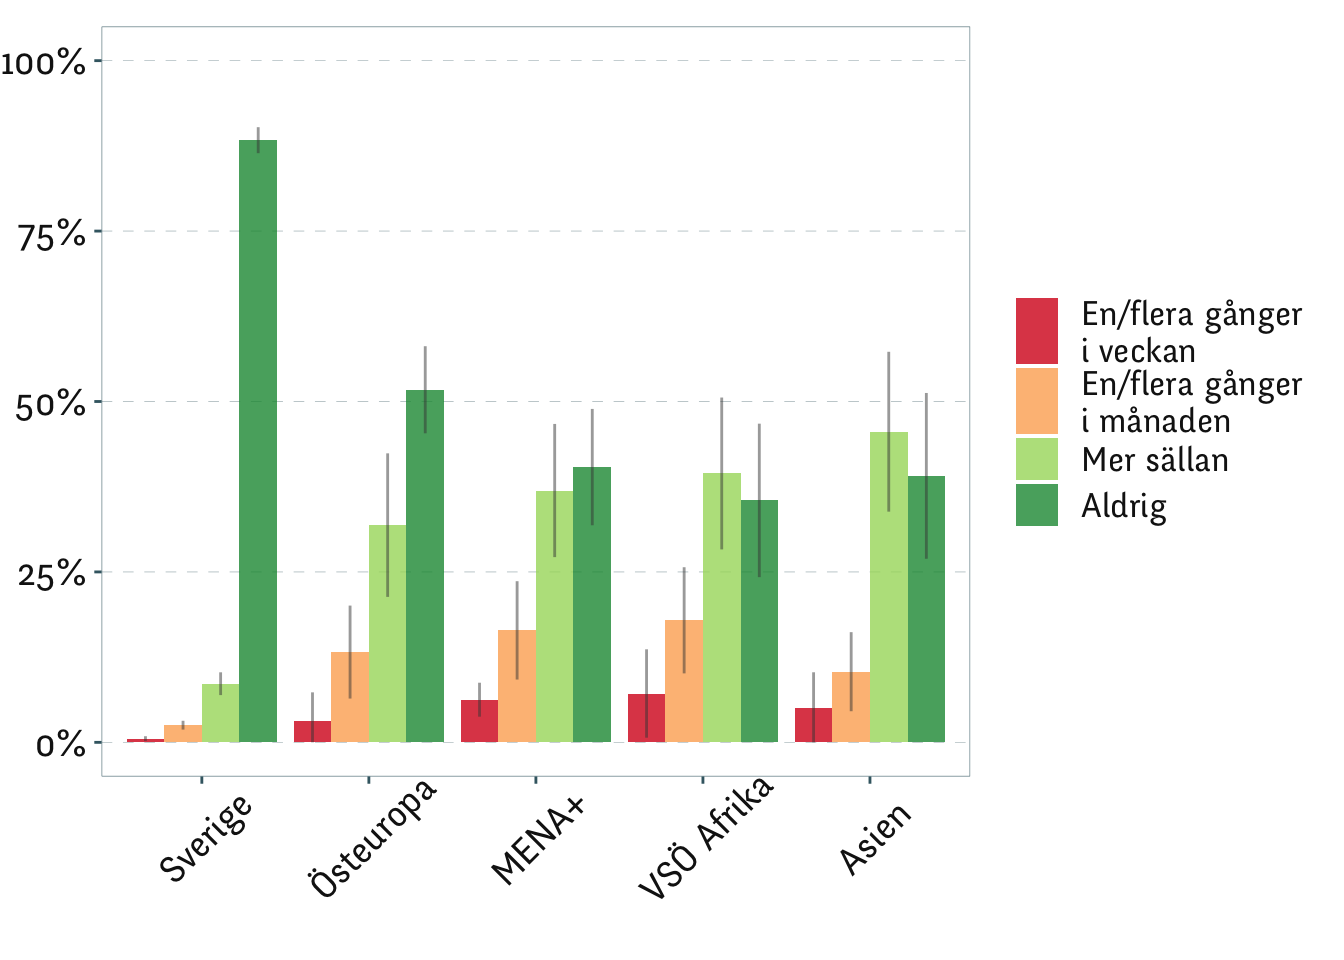 100%
75%
50%
25%
0%
Sverige
Östeuropa
MENA+
VSÖ Afrika
Asien
En/flera gånger
i veckan
En/flera gånger
i månaden
Mer sällan
Aldrig